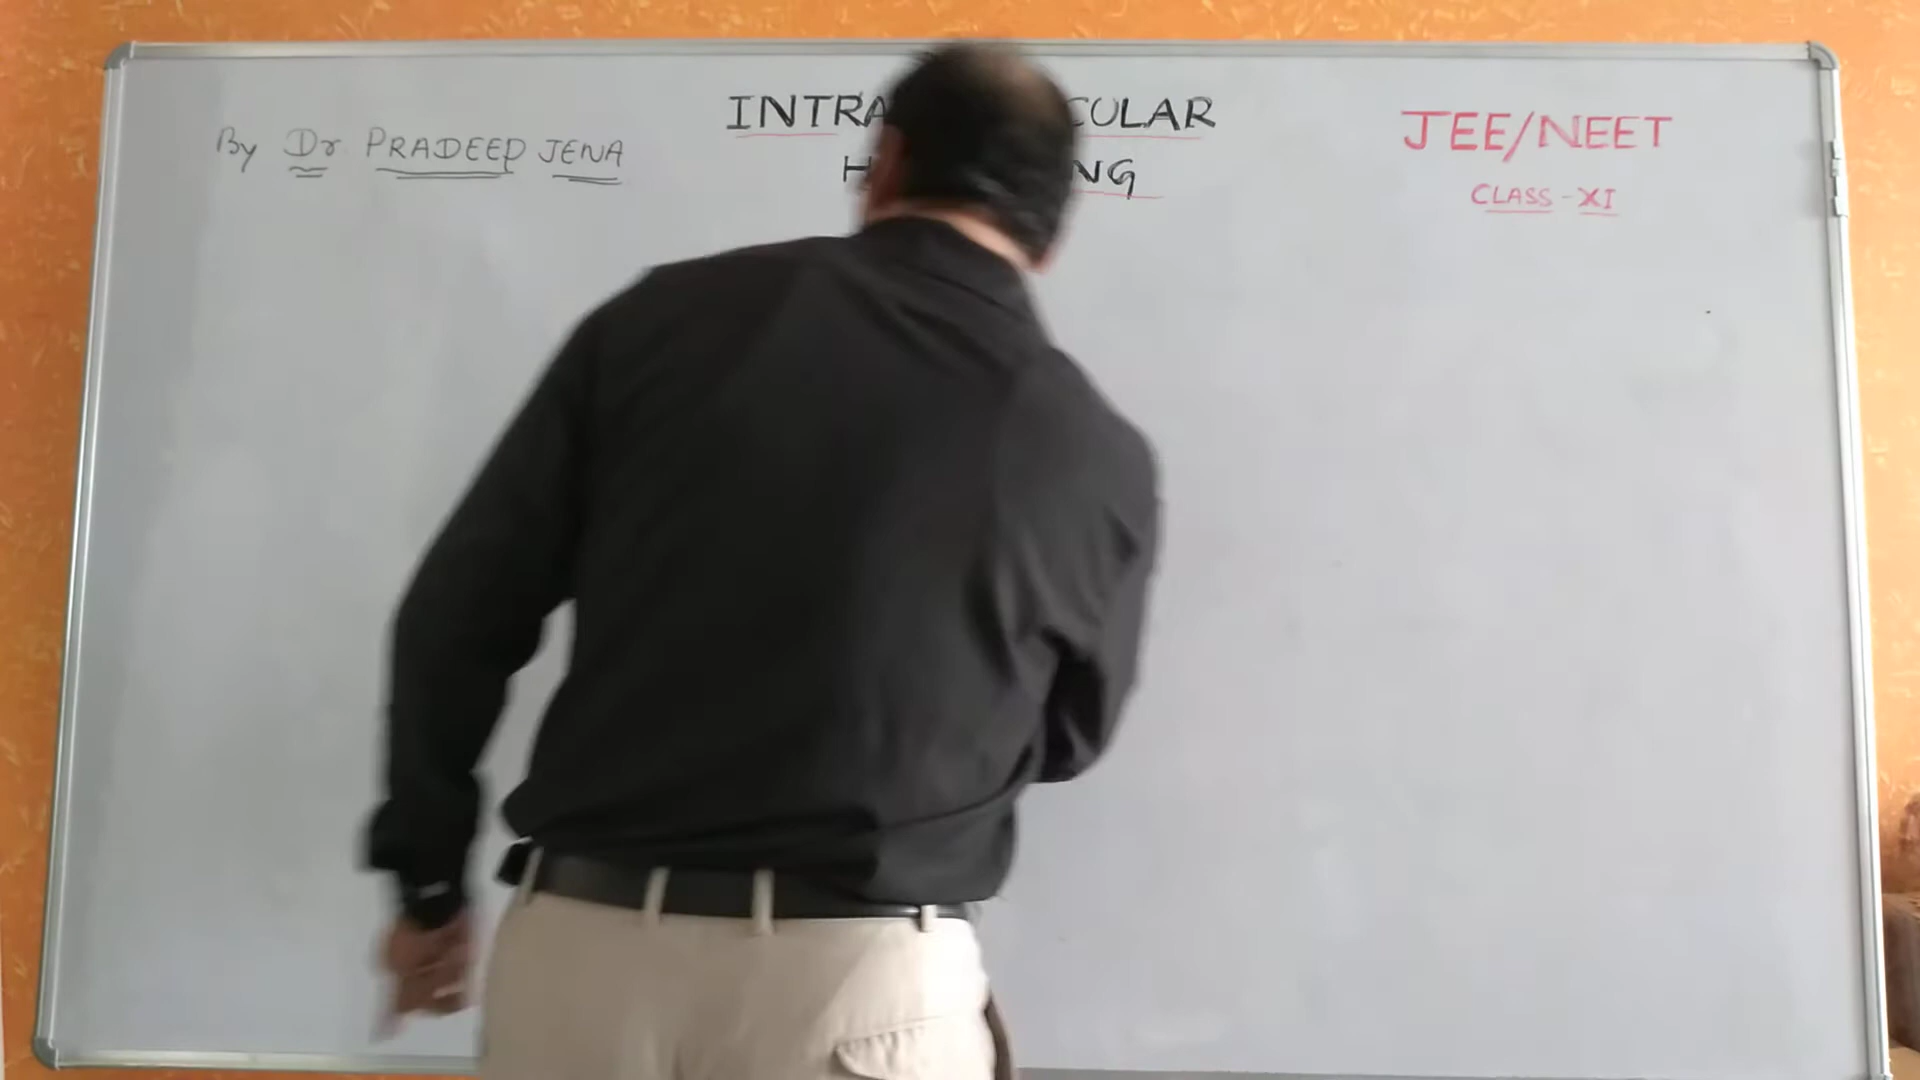 By Dr. PRADEEP JENA
INTRA CULAR
H NG
JEE/NEET
CLASS - XI